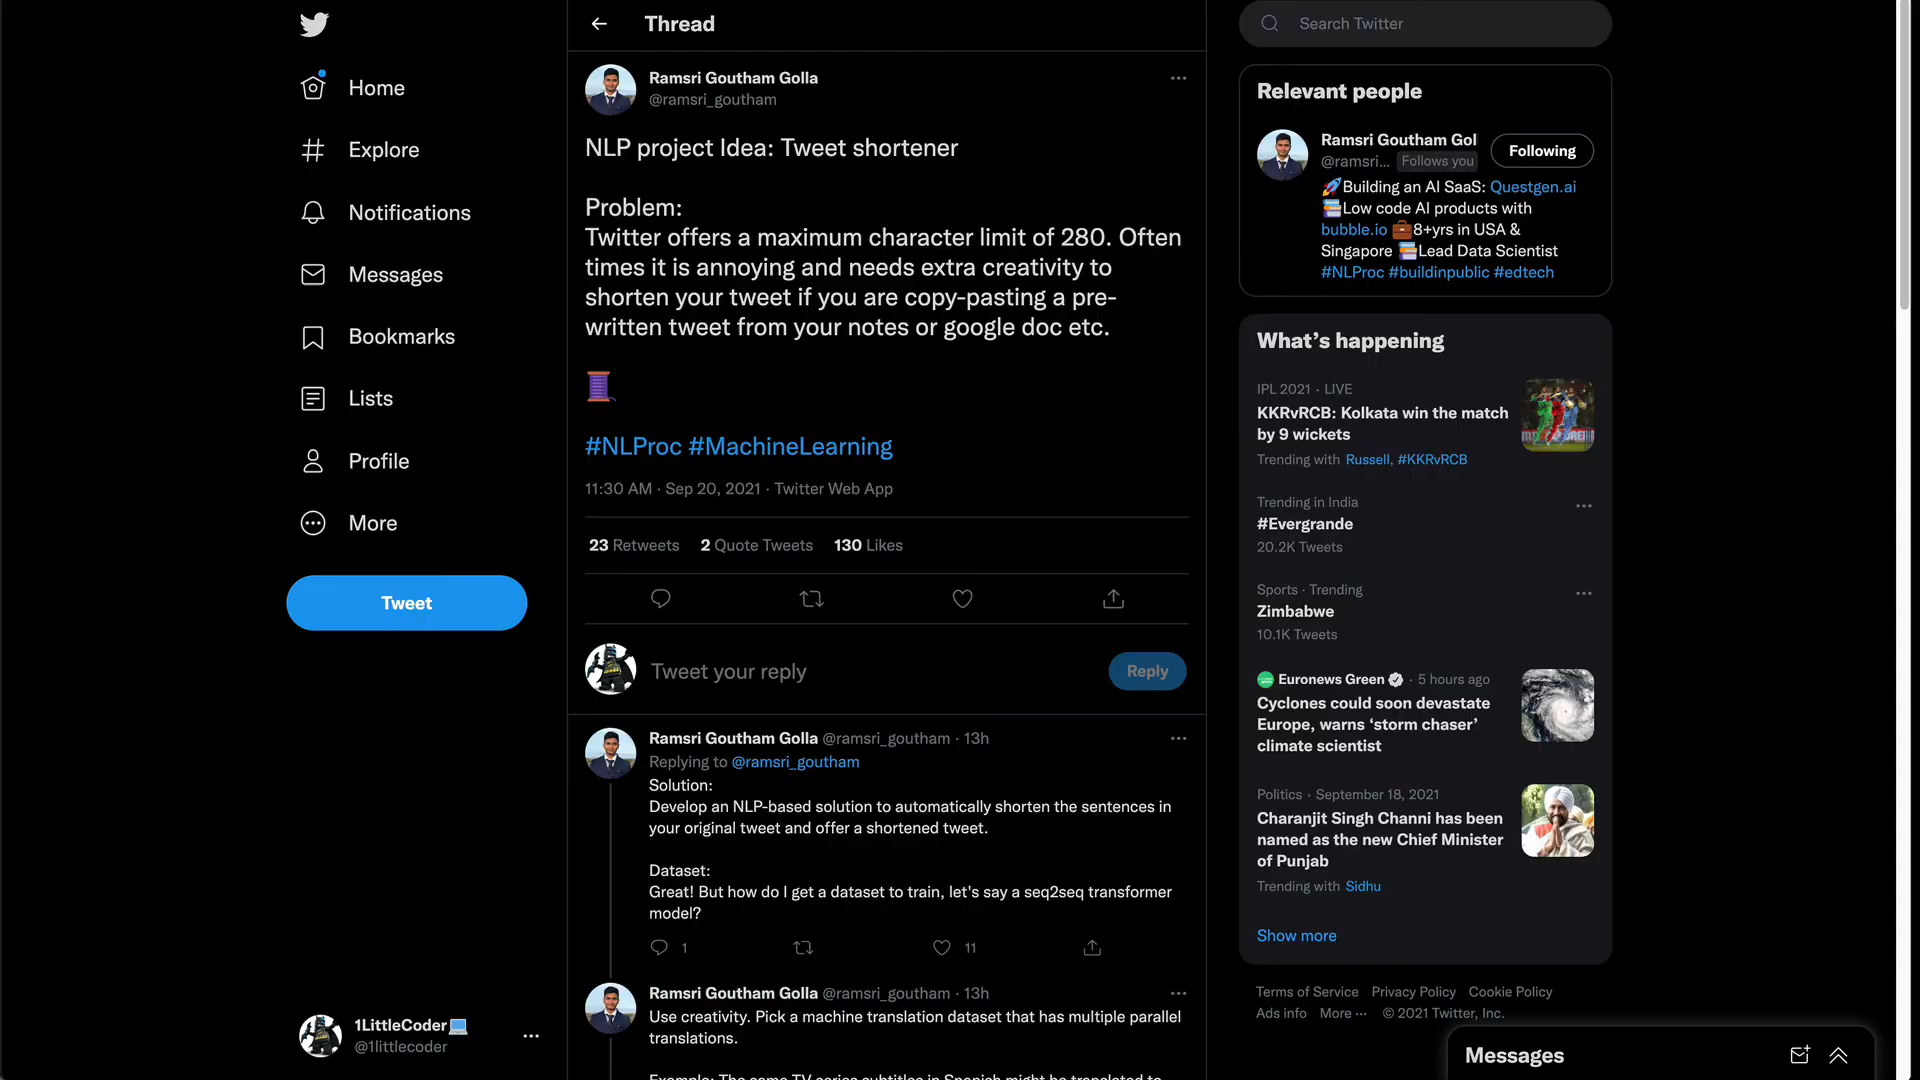 Home
Explore
Notifications
Messages
Bookmarks
Lists
Profile
More
Tweet
1LittleCoder💻
@1littlecoder
Thread
Ramsri Goutham Golla
@ramsri_goutham
NLP project Idea: Tweet shortener
Problem:
Twitter offers a maximum character limit of 280. Often
times it is annoying and needs extra creativity to
shorten your tweet if you are copy-pasting a pre-
written tweet from your notes or google doc etc.
🧵
#NLProc #MachineLearning
11:30 AM · Sep 20, 2021 · Twitter Web App
23 Retweets 2 Quote Tweets 130 Likes
Tweet your reply
Reply
Ramsri Goutham Golla @ramsri_goutham · 13h
Replying to @ramsri_goutham
Solution:
Develop an NLP-based solution to automatically shorten the sentences in
your original tweet and offer a shortened tweet.
Dataset:
Great! But how do I get a dataset to train, let's say a seq2seq transformer
model?
1 11
Ramsri Goutham Golla @ramsri_goutham · 13h
Use creativity. Pick a machine translation dataset that has multiple parallel
translations.
Example: The same TV series subtitles in Spanish might be translated to
Search Twitter
Relevant people
Ramsri Goutham Gol
Following
@ramsri... Follows you
🚀Building an AI SaaS: Questgen.ai
📚Low code AI products with
bubble.io 💼8+yrs in USA &
Singapore 📚Lead Data Scientist
#NLProc #buildinpublic #edtech
What's happening
IPL 2021 · LIVE
KKRvRCB: Kolkata win the match
by 9 wickets
Trending with Russell, #KKRvRCB
Trending in India
#Evergrande
20.2K Tweets
Sports · Trending
Zimbabwe
10.1K Tweets
Euronews Green · 5 hours ago
Cyclones could soon devastate
Europe, warns ‘storm chaser’
climate scientist
Politics · September 18, 2021
Charanjit Singh Channi has been
named as the new Chief Minister
of Punjab
Trending with Sidhu
Show more
Terms of Service Privacy Policy Cookie Policy
Ads info More ··· © 2021 Twitter, Inc.
Messages